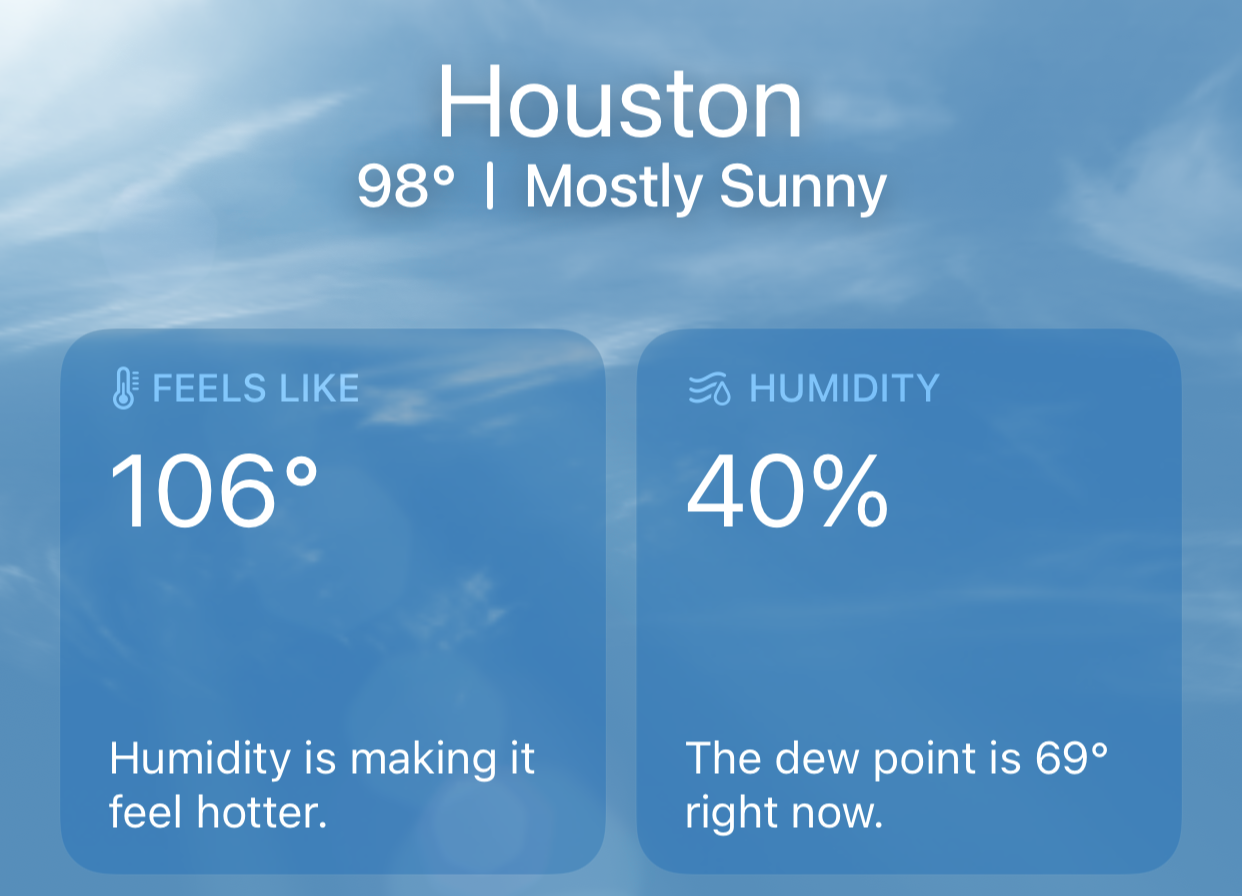 Houston
98° | Mostly Sunny
FEELS LIKE
106°
Humidity is making it
feel hotter.
HUMIDITY
40%
The dew point is 69°
right now.